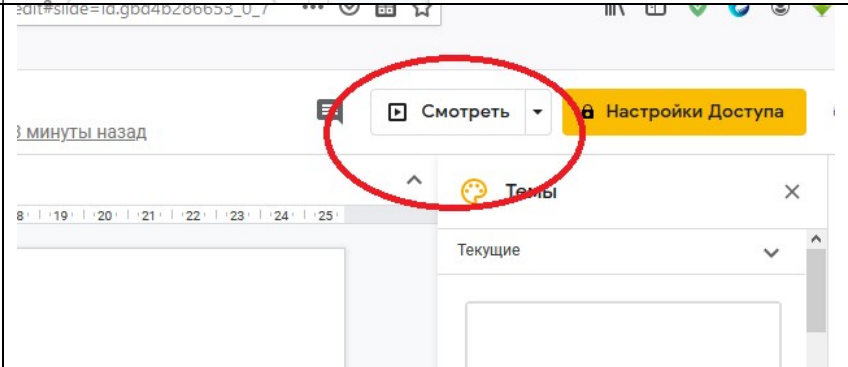 edit#slide=id.gbd4b286653_0_7
Смотреть
Настройки Доступа
3 минуты назад
Темы
8 19 20 21 22 23 24 25
Текущие